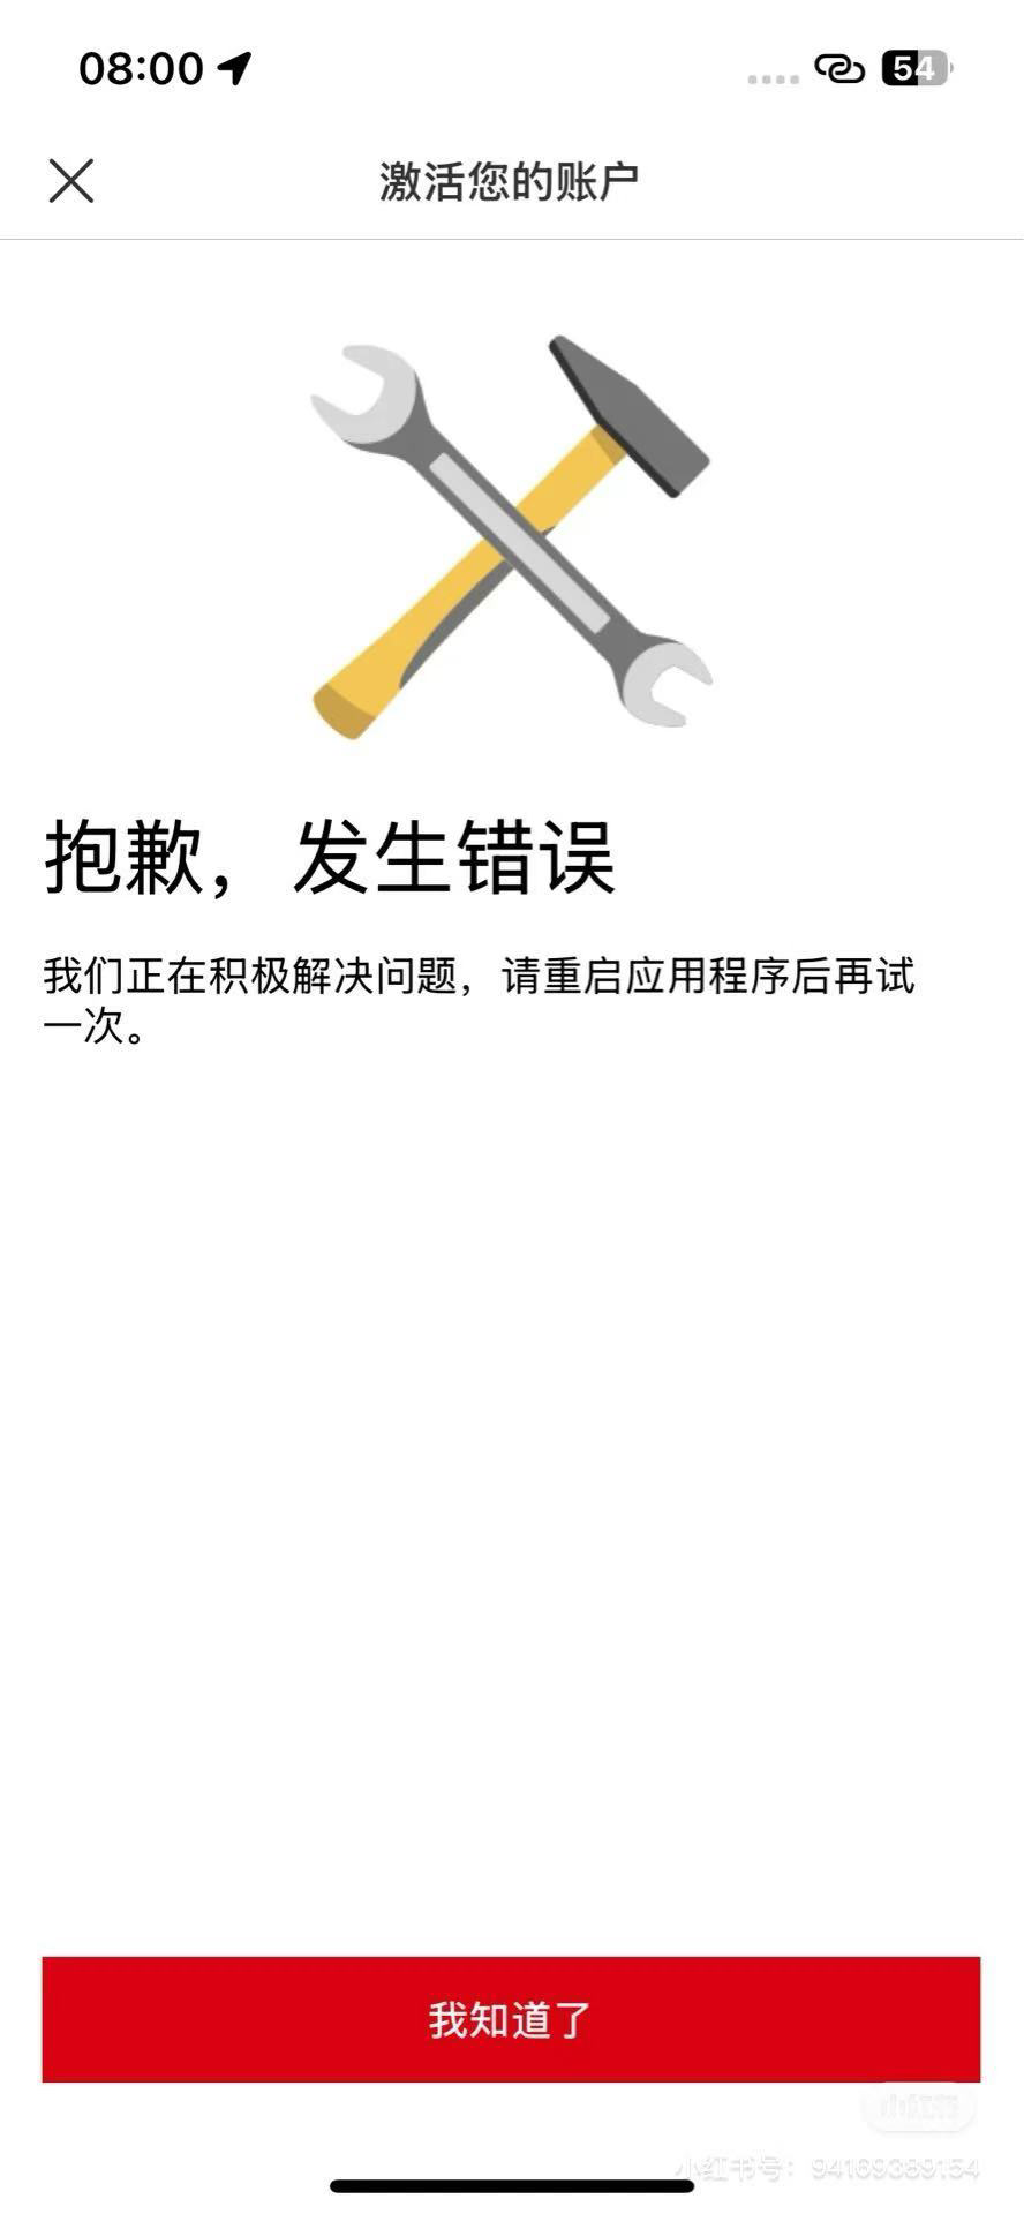 08:00
54
激活您的账户
抱歉，发生错误
我们正在积极解决问题，请重启应用程序后再试
一次。
我知道了
小红书
小红书号：94169389154